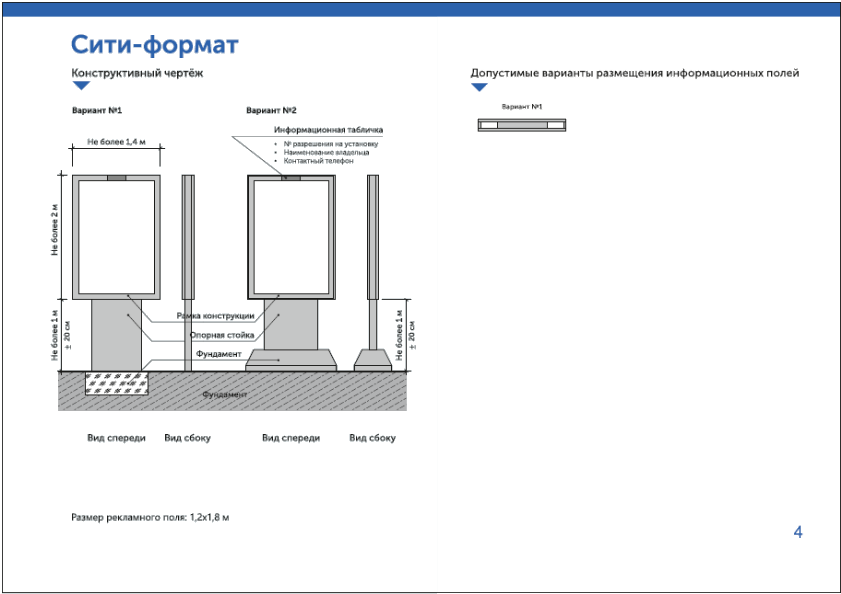 Сити-формат
Конструктивный чертёж
Допустимые варианты размещения информационных полей
Вариант №1
Вариант №1
Вариант №2
Информационная табличка
• № разрешения на установку
• Наименование владельца
• Контактный телефон
Не более 1,4 м
Не более 2 м
Рамка конструкции
Опорная стойка
Фундамент
Не более 1 м
± 20 см
Не более 1 м
± 20 см
Фундамент
Вид спереди
Вид сбоку
Вид спереди
Вид сбоку
Размер рекламного поля: 1,2х1,8 м
4